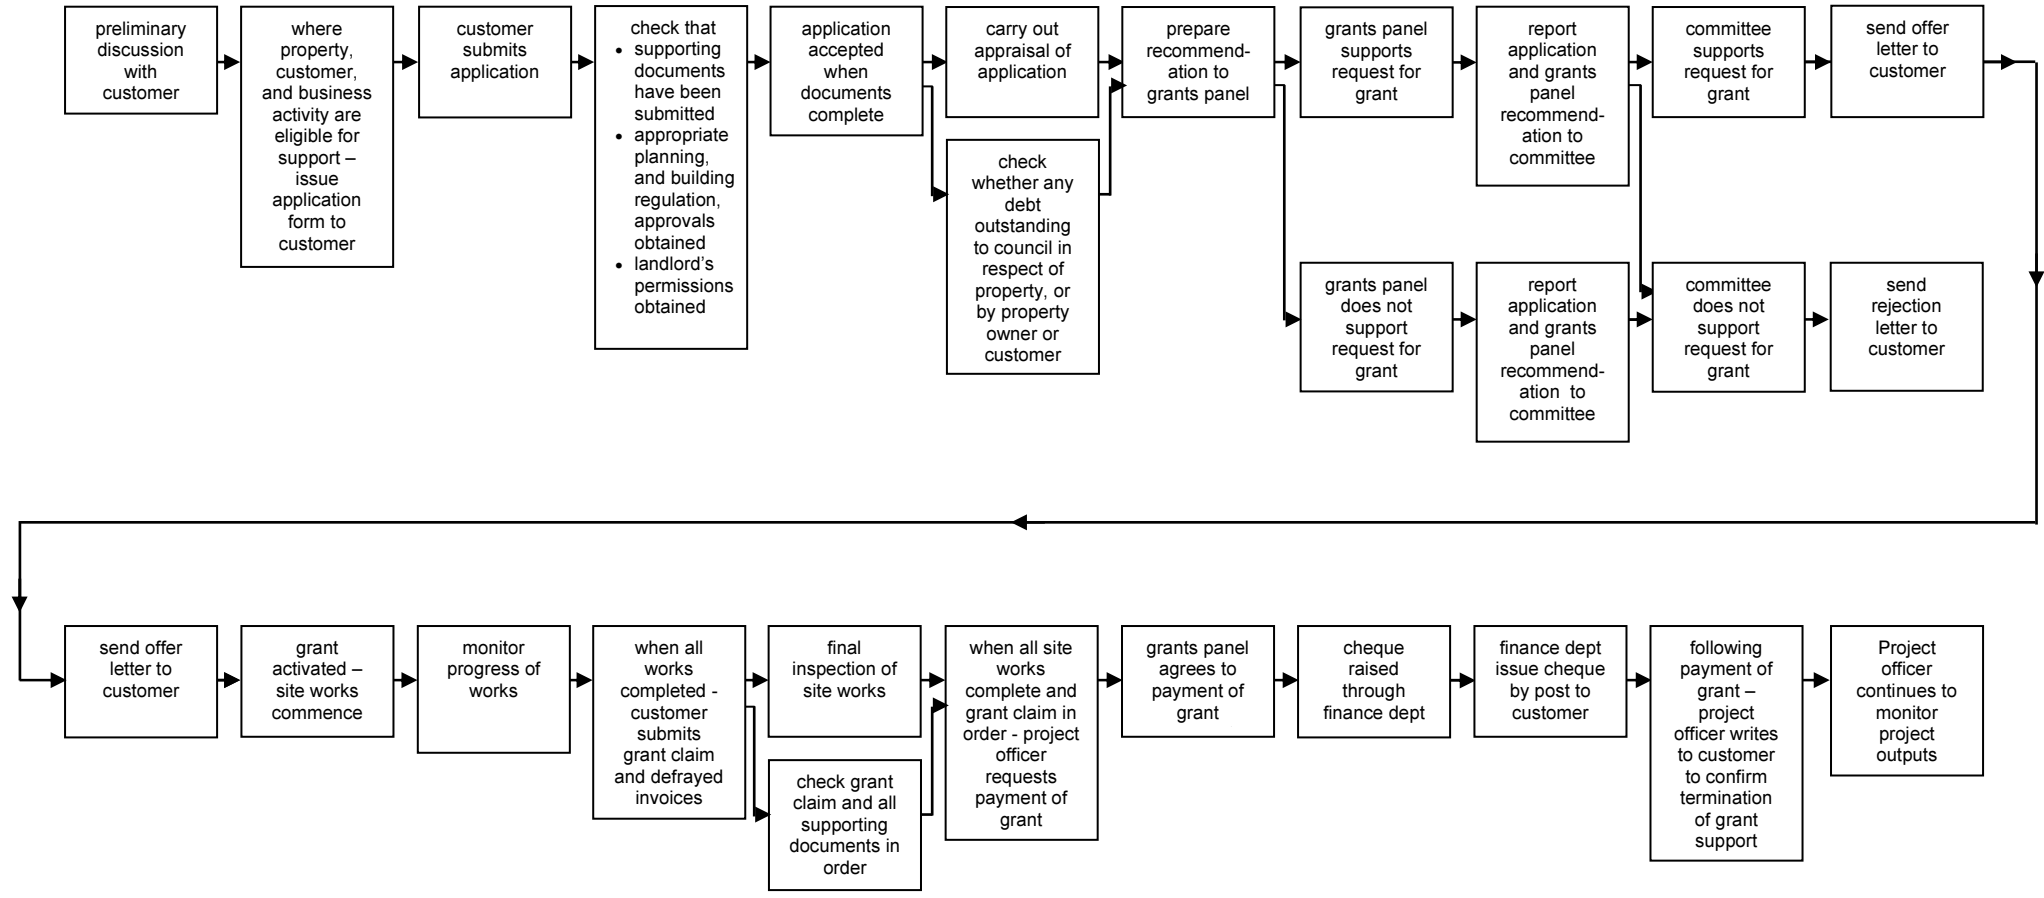 preliminary
discussion
with
customer
where
property,
customer,
and business
activity are
eligible for
support –
issue
application
form to
customer
customer
submits
application
check that
• supporting
documents
have been
submitted
• appropriate
planning,
and building
regulation,
approvals
obtained
• landlord’s
permissions
obtained
application
accepted
when
documents
complete
carry out
appraisal of
application
check
whether any
debt
outstanding
to council in
respect of
property, or
by property
owner or
customer
prepare
recommend-
ation to
grants panel
grants panel
supports
request for
grant
report
application
and grants
panel
recommend-
ation to
committee
committee
supports
request for
grant
send offer
letter to
customer
grants panel
does not
support
request for
grant
report
application
and grants
panel
recommend-
ation to
committee
committee
does not
support
request for
grant
send
rejection
letter to
customer
send offer
letter to
customer
grant
activated –
site works
commence
monitor
progress of
works
when all
works
completed -
customer
submits
grant claim
and defrayed
invoices
final
inspection of
site works
check grant
claim and all
supporting
documents in
order
when all site
works
complete and
grant claim in
order - project
officer
requests
payment of
grant
grants panel
agrees to
payment of
grant
cheque
raised
through
finance dept
finance dept
issue cheque
by post to
customer
following
payment of
grant –
project
officer writes
to customer
to confirm
termination
of grant
support
Project
officer
continues to
monitor
project
outputs